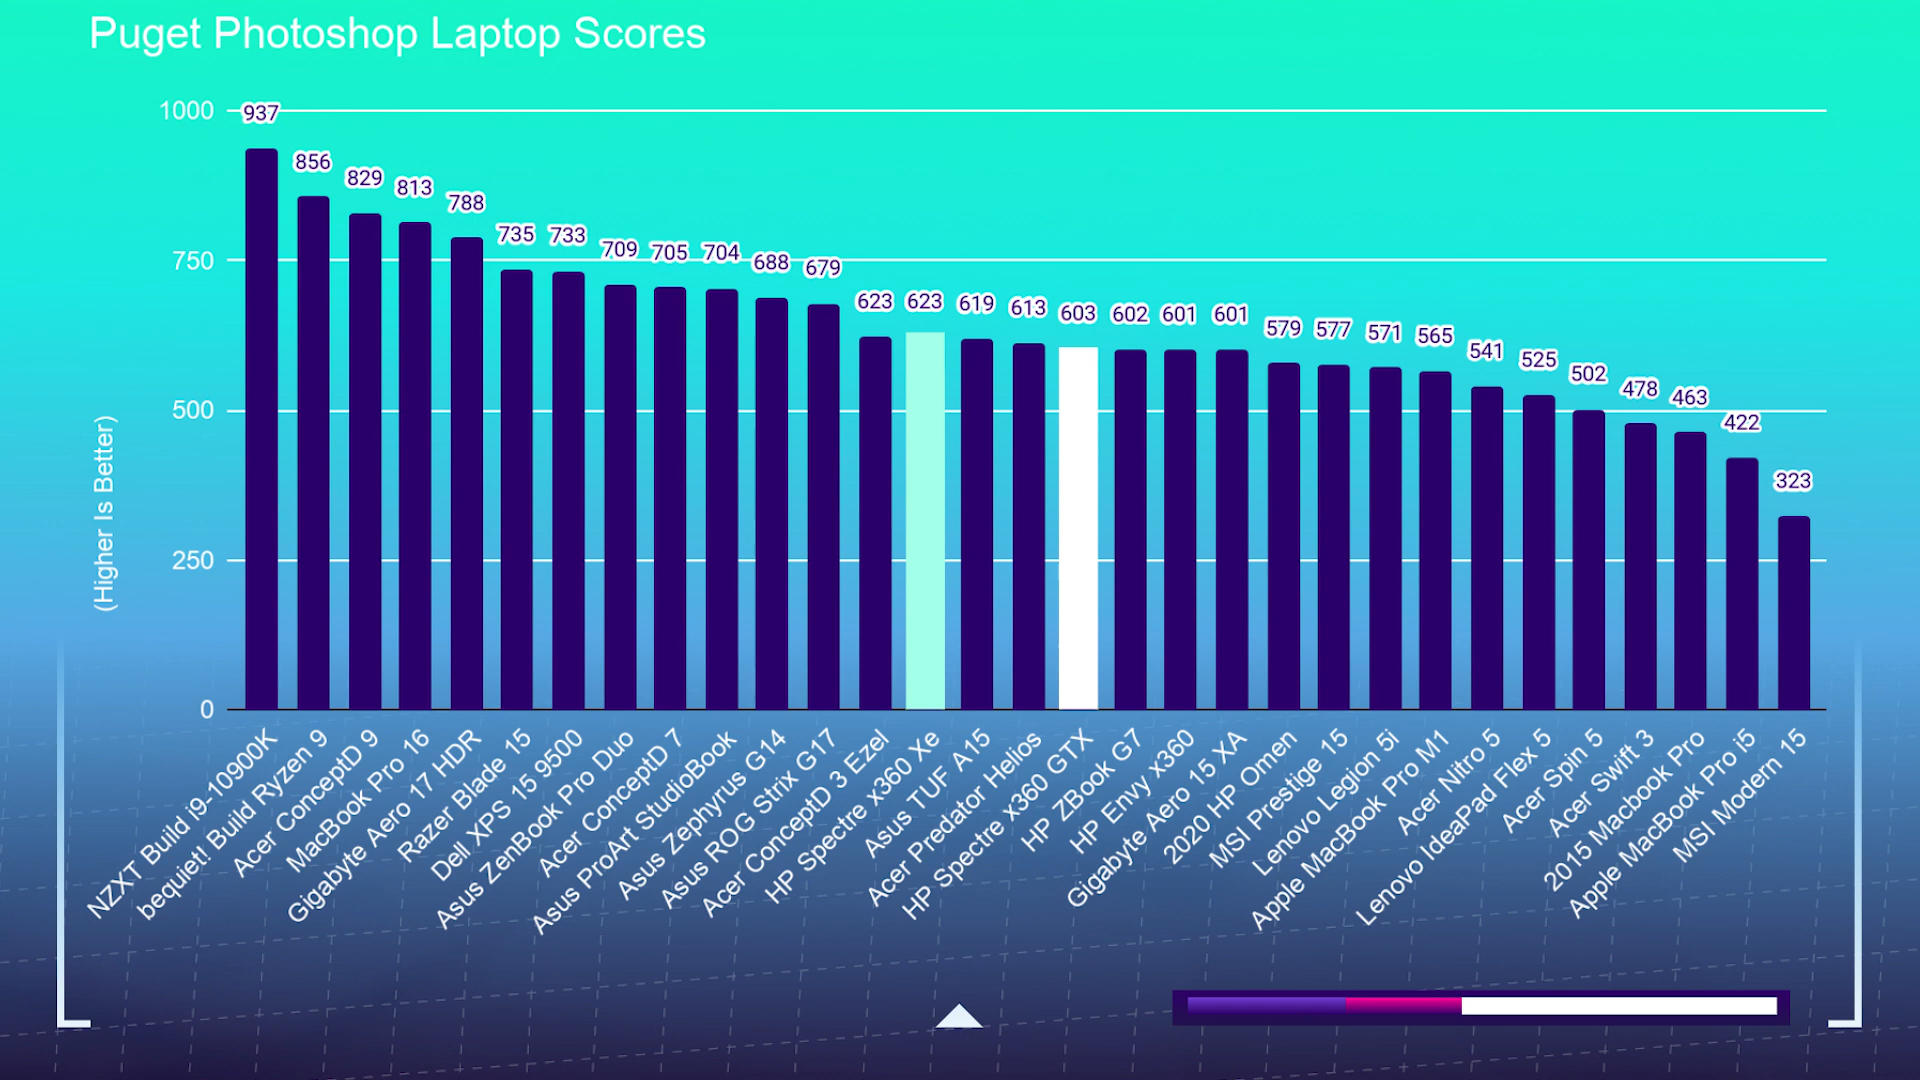 Puget Photoshop Laptop Scores
(Higher Is Better)
1000
750
500
250
0
937
856
829
813
788
735
733
709
705
704
688
679
623
623
619
613
603
602
601
601
579
577
571
565
541
525
502
478
463
422
323
NZXT Build i9-10900K
bequiet! Build Ryzen 9
Acer ConceptD 9
MacBook Pro 16
Gigabyte Aero 17 HDR
Razer Blade 15
Dell XPS 15 9500
Asus ZenBook Pro Duo
Acer ConceptD 7
Asus ProArt StudioBook
Asus Zephyrus G14
Asus ROG Strix G17
Acer ConceptD 3 Ezel
HP Spectre x360 Xe
Asus TUF A15
Acer Predator Helios
HP Spectre x360 GTX
HP ZBook G7
HP Envy x360
Gigabyte Aero 15 XA
2020 HP Omen
MSI Prestige 15
Lenovo Legion 5i
Apple MacBook Pro M1
Acer Nitro 5
Lenovo IdeaPad Flex 5
Acer Spin 5
Acer Swift 3
2015 Macbook Pro
Apple MacBook Pro i5
MSI Modern 15